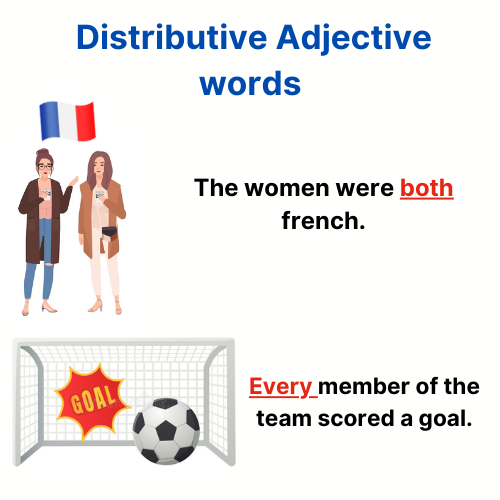 Distributive Adjective
words
The women were both
french.
GOAL
Every member of the
team scored a goal.